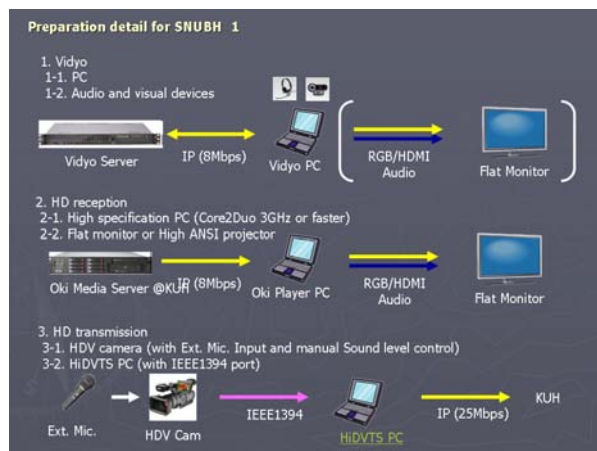 Preparation detail for SNUBH 1
1. Vidyo
1-1. PC
1-2. Audio and visual devices
Vidyo Server
IP (8Mbps)
Vidyo PC
RGB/HDMI
Audio
Flat Monitor
2. HD reception
2-1. High specification PC (Core2Duo 3GHz or faster)
2-2. Flat monitor or High ANSI projector
Oki Media Server @KUH
IP (8Mbps)
Oki Player PC
RGB/HDMI
Audio
Flat Monitor
3. HD transmission
3-1. HDV camera (with Ext. Mic. Input and manual Sound level control)
3-2. HiDVTS PC (with IEEE1394 port)
Ext. Mic.
HDV Cam
IEEE1394
HiDVTS PC
IP (25Mbps)
KUH